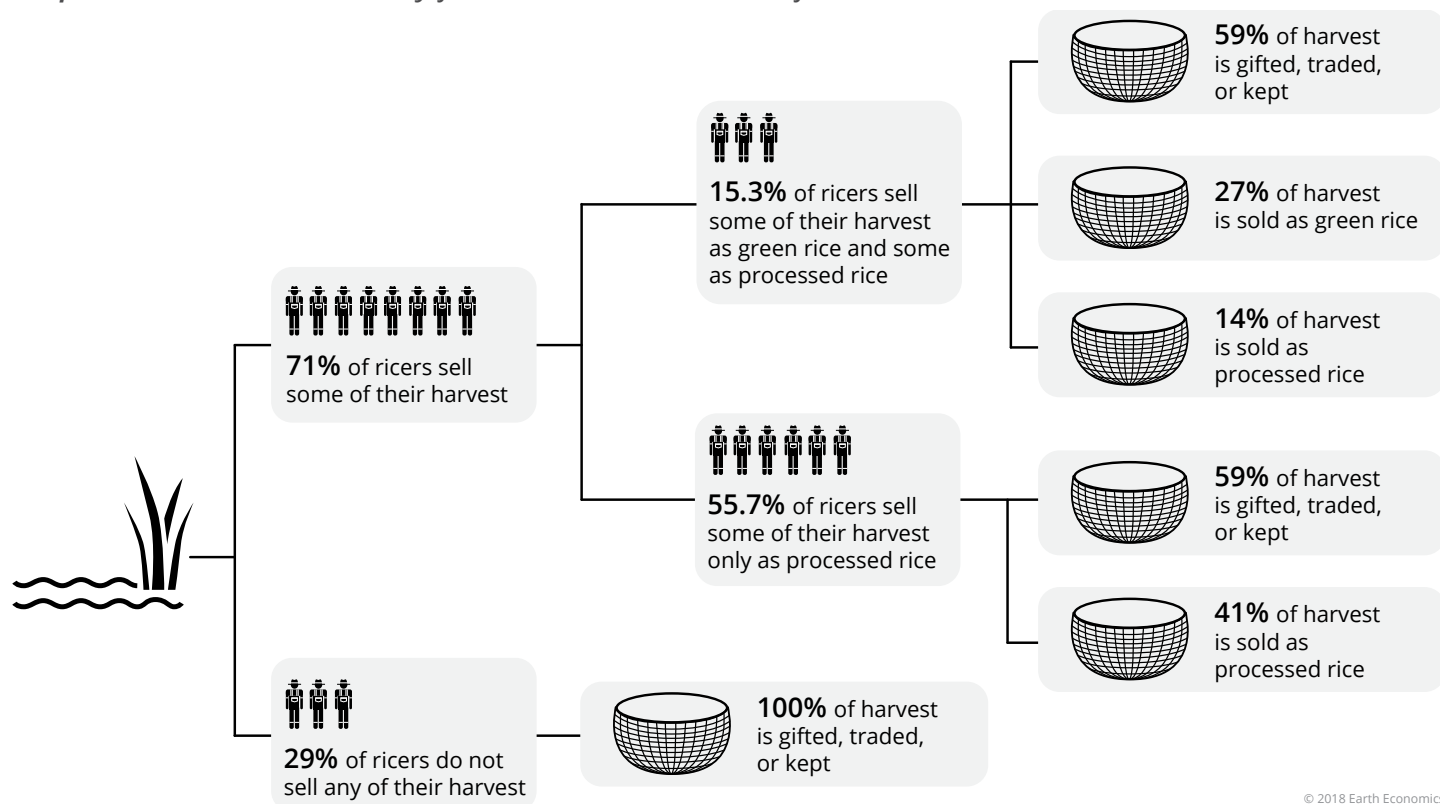 71% of ricers sell
some of their harvest
15.3% of ricers sell
some of their harvest
as green rice and some
as processed rice
59% of harvest
is gifted, traded,
or kept
27% of harvest
is sold as green rice
14% of harvest
is sold as
processed rice
55.7% of ricers sell
some of their harvest
only as processed rice
59% of harvest
is gifted, traded,
or kept
41% of harvest
is sold as
processed rice
29% of ricers do not
sell any of their harvest
100% of harvest
is gifted, traded,
or kept
© 2018 Earth Economics